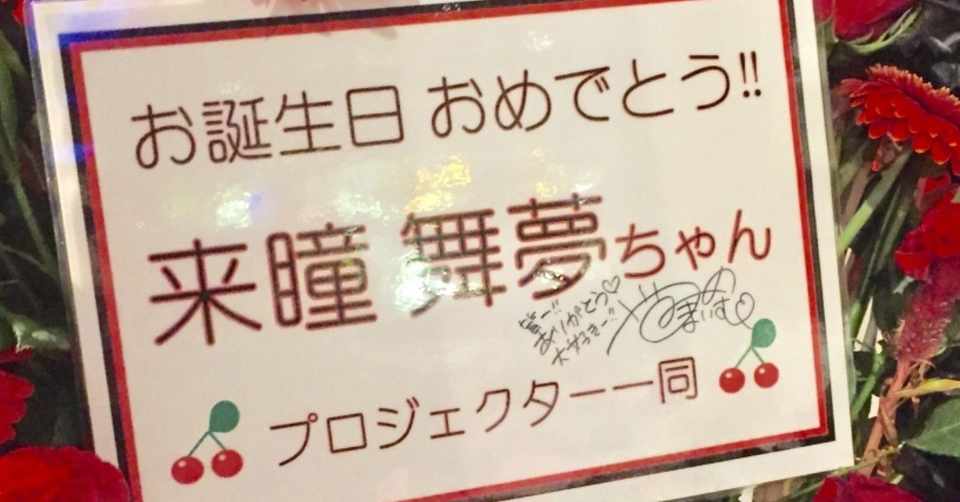 お誕生日 おめでとう!!
来瞳 舞夢ちゃん
ありがとう♡
大好きー!!
プロジェクター一同